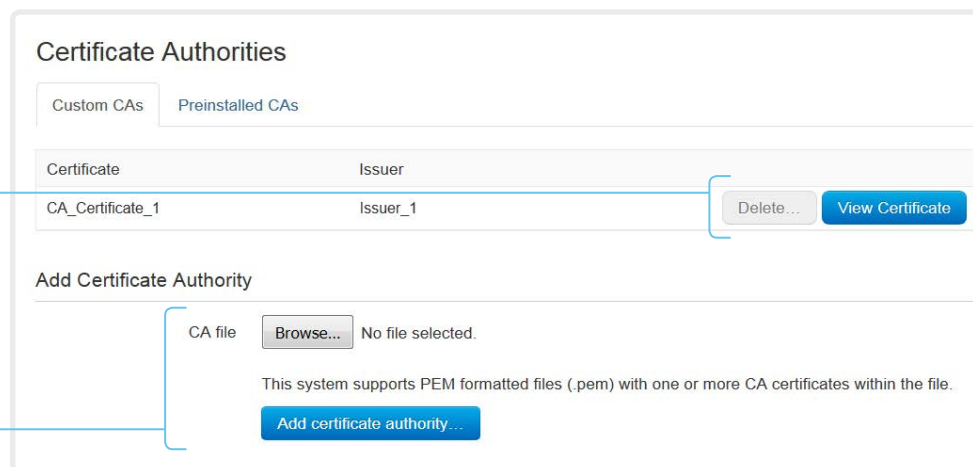 Certificate Authorities
Custom CAs Preinstalled CAs
Certificate Issuer
CA_Certificate_1 Issuer_1 Delete... View Certificate
Add Certificate Authority
CA file Browse... No file selected.
This system supports PEM formatted files (.pem) with one or more CA certificates within the file.
Add certificate authority...